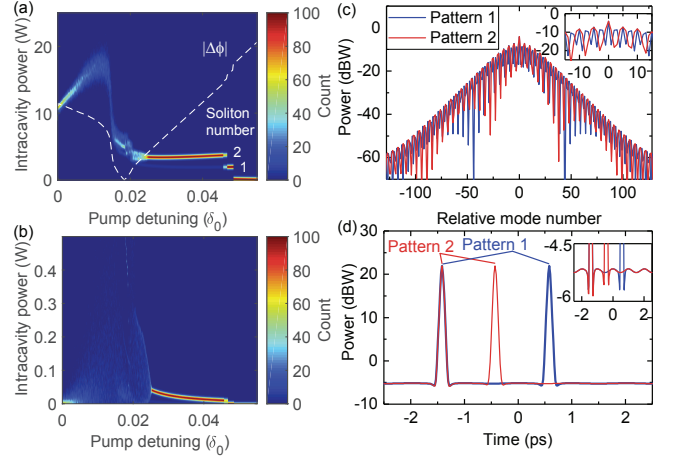 (a)
Intracavity power (W)
20
10
0
0
0.02
0.04
Pump detuning (δ0)
|Δϕ|
Soliton
number
2
1
100
80
60
40
20
0
Count
(b)
Intracavity power (W)
0.4
0.3
0.2
0.1
0
0
0.02
0.04
Pump detuning (δ0)
100
80
60
40
20
0
Count
(c)
Power (dBW)
0
-20
-40
-60
-100
-50
0
50
100
Relative mode number
Pattern 1
Pattern 2
-10
-20
-10
0
10
(d)
Power (dBW)
30
20
10
0
-10
-2
-1
0
1
2
Time (ps)
Pattern 2
Pattern 1
-4.5
-6
-2
0
2